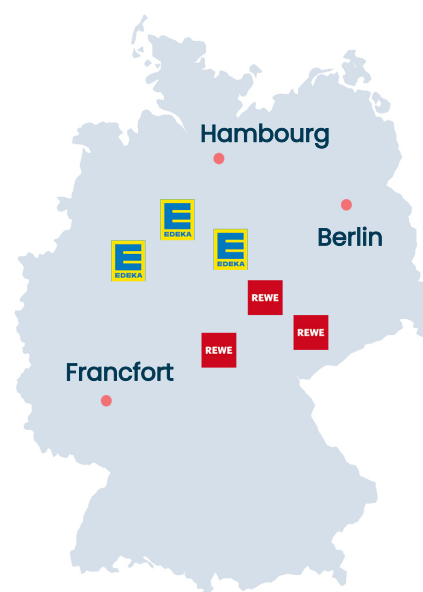 Hambourg
E
EDEKA
Berlin
E
EDEKA
E
EDEKA
REWE
REWE
REWE
Francfort